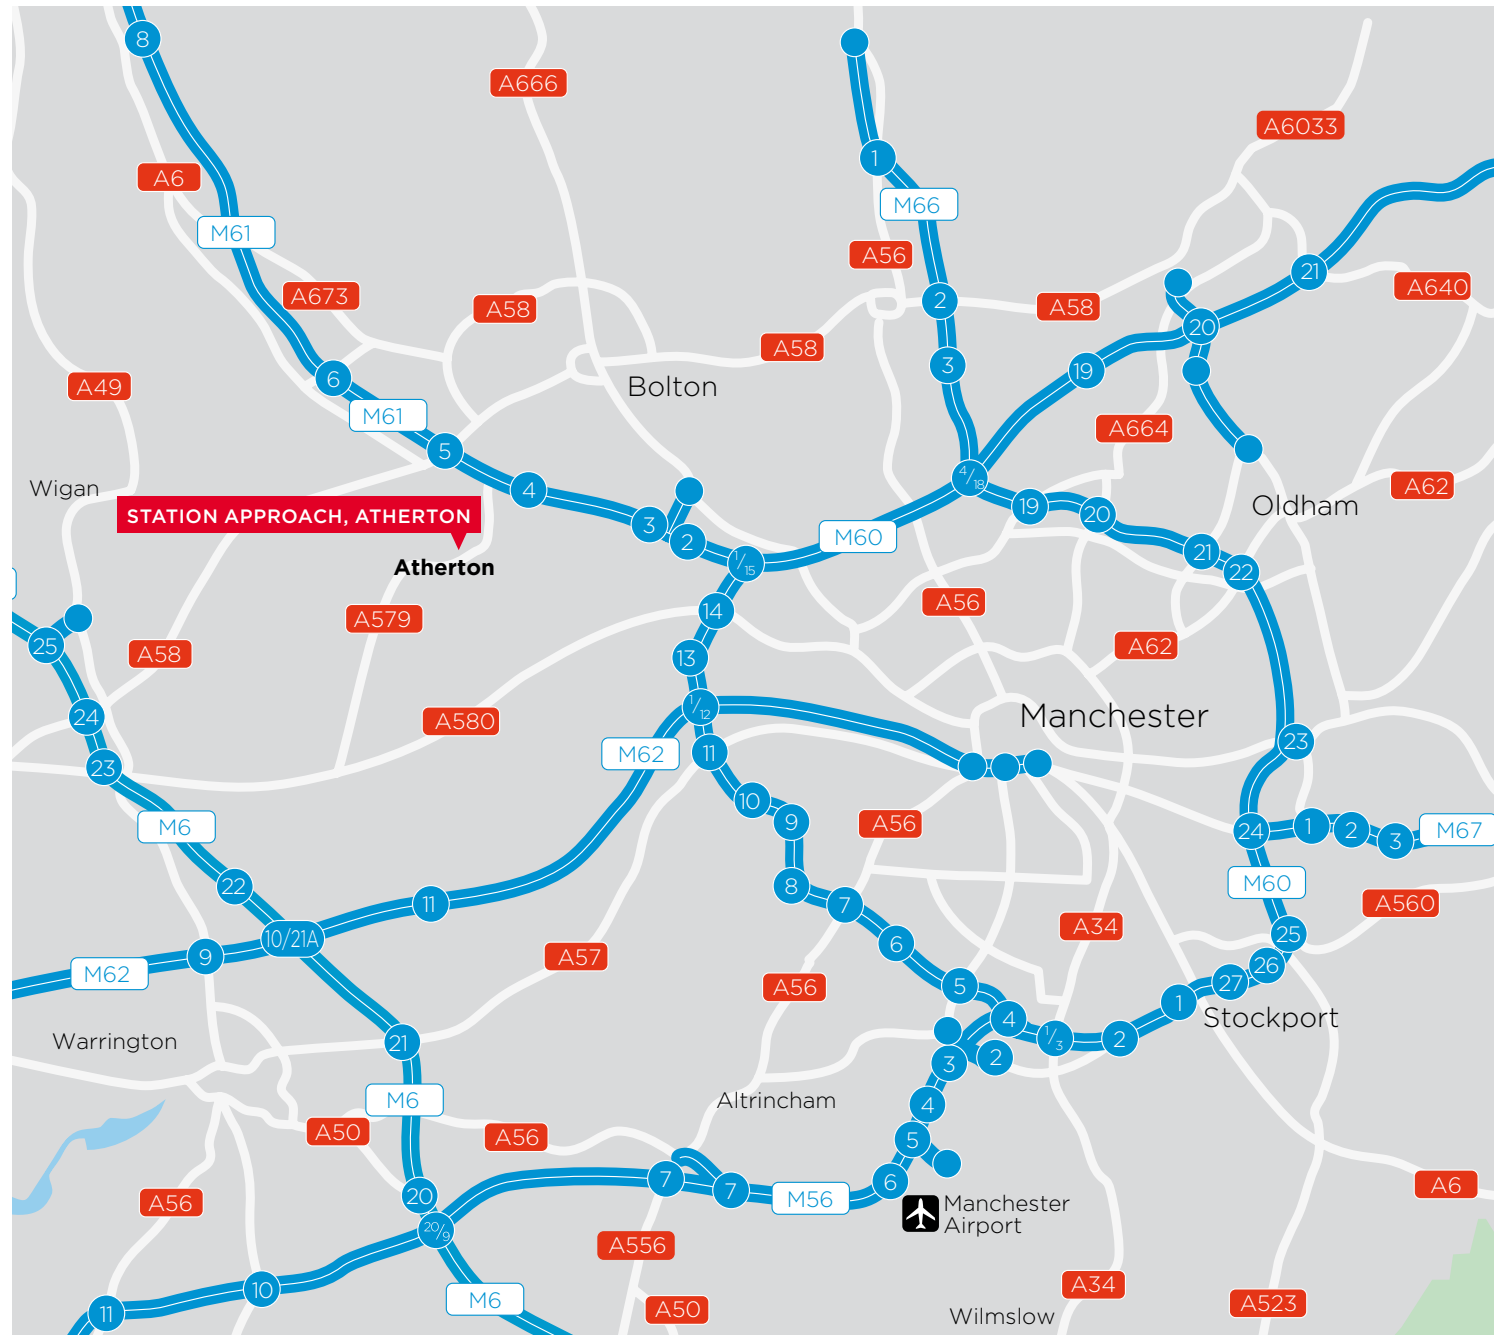 8
A666
A6033
1
A6
M66
M61
A56
21
A673
A58
2
A58
A640
20
A58
3
19
6
A49
Bolton
M61
A664
5
4/18
Wigan
4
19
A62
Oldham
STATION APPROACH, ATHERTON
3
20
2
M60
21
Atherton
1/15
22
A56
14
A579
25
A58
13
A62
1/12
24
A580
Manchester
23
M62
11
23
10
9
A56
M6
24
1
2
3
M67
22
8
M60
11
7
A560
A34
10/21A
6
25
9
A57
26
M62
A56
5
27
1
4
Stockport
Warrington
21
1/3
2
3
2
M6
Altrincham
4
A50
A56
5
7
7
6
A6
20
M56
A56
Manchester
Airport
20/9
A556
10
A34
M6
11
A50
A523
Wilmslow